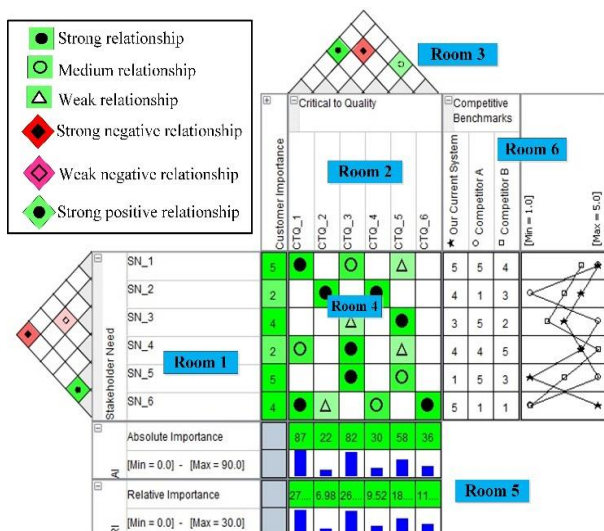 Strong relationship
Medium relationship
Weak relationship
Strong negative relationship
Weak negative relationship
Strong positive relationship
Room 3
Critical to Quality
Competitive
Benchmarks
Room 6
Room 2
Customer Importance
CTQ_1
CTQ_2
CTQ_3
CTQ_4
CTQ_5
CTQ_6
Our Current System
Competitor A
Competitor B
[Min = 1.0]
[Max = 5.0]
Stakeholder Need
Room 1
Room 4
SN_1 5 5 5 4
SN_2 2 4 1 3
SN_3 4 3 5 2
SN_4 2 4 4 5
SN_5 5 1 5 3
SN_6 4 5 1 1
AI
Absolute Importance 87 22 82 30 58 36
[Min = 0.0] - [Max = 90.0]
Room 5
RI
Relative Importance 27... 6.98 26... 9.52 18... 11...
[Min = 0.0] - [Max = 30.0]